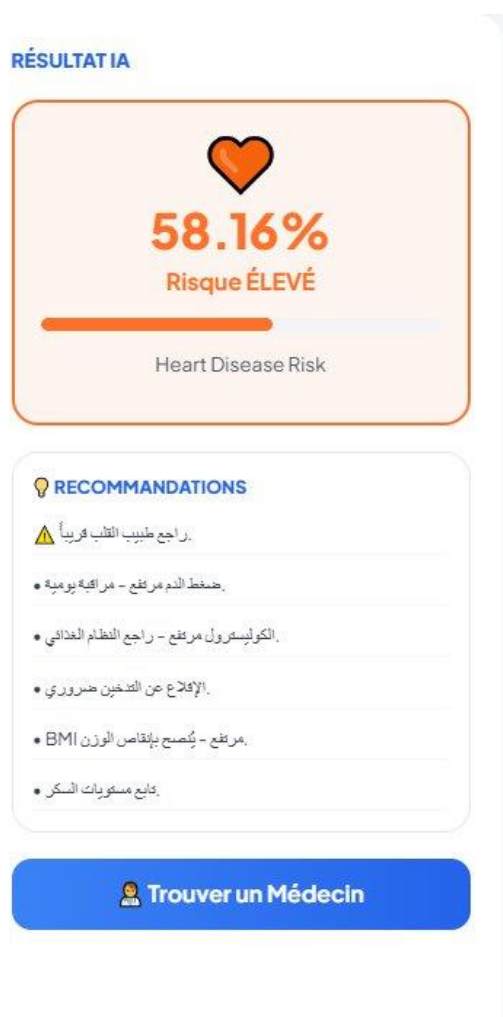 RÉSULTAT IA
58.16%
Risque ÉLEVÉ
Heart Disease Risk
RECOMMANDATIONS
راجع طبيب القلب قريباً.
• ضغط الدم مرتفع - مراقبة يومية.
• الكوليسترول مرتفع - راجع النظام الغذائي.
• الإقلاع عن التدخين ضروري.
• BMI مرتفع - يُنصح بإنقاص الوزن.
• تابع مستويات السكر.
Trouver un Médecin